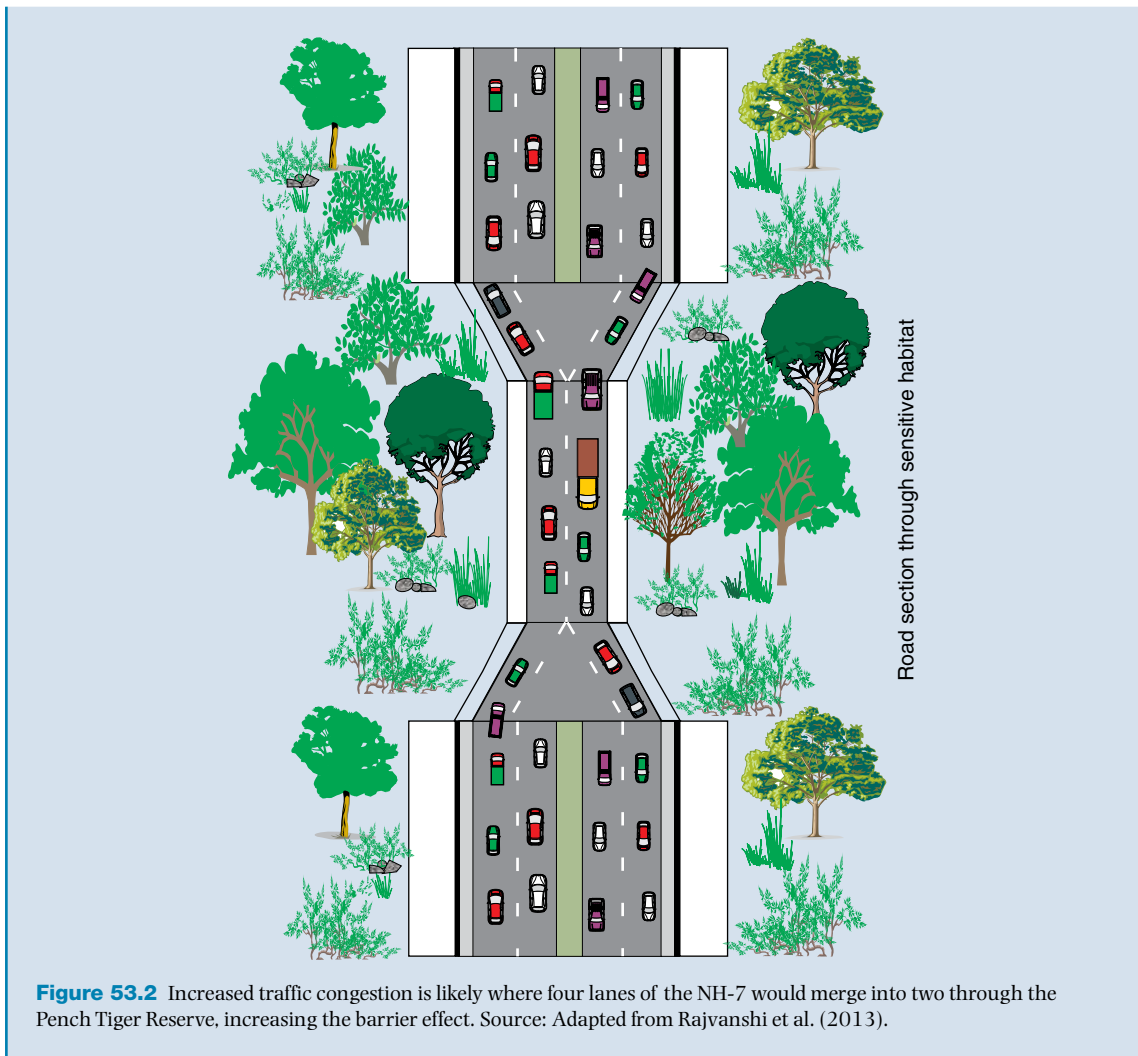 Road section through sensitive habitat
Figure 53.2 Increased traffic congestion is likely where four lanes of the NH-7 would merge into two through the
Pench Tiger Reserve, increasing the barrier effect. Source: Adapted from Rajvanshi et al. (2013).